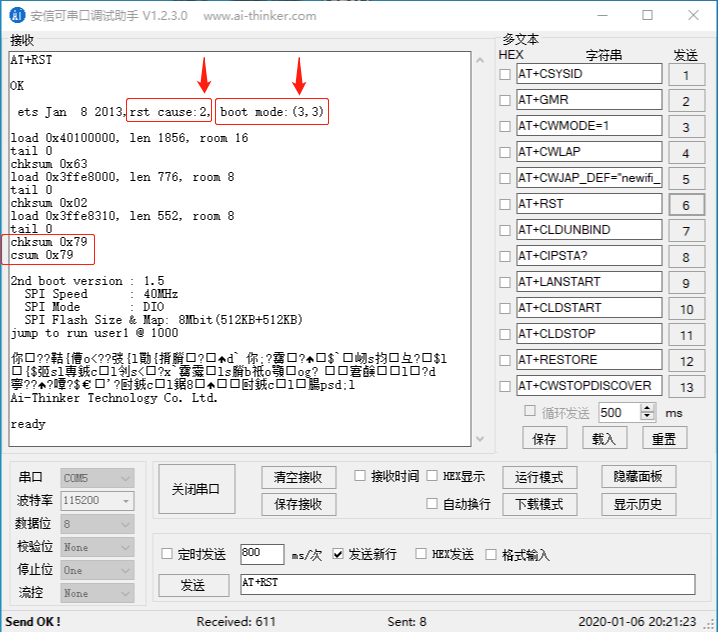 安信可串口调试助手 V1.2.3.0 www.ai-thinker.com
接收
AT+RST
OK
ets Jan 8 2013,rst cause:2, boot mode:(3,3)
load 0x40100000, len 1856, room 16
tail 0
chksum 0x63
load 0x3ffe8000, len 776, room 8
tail 0
chksum 0x02
load 0x3ffe8310, len 552, room 8
tail 0
chksum 0x79
csum 0x79
2nd boot version : 1.5
SPI Speed : 40MHz
SPI Mode : DIO
SPI Flash Size & Map: 8Mbit(512KB+512KB)
jump to run user1 @ 1000
Ai-Thinker Technology Co. Ltd.
ready
多文本
HEX 字符串 发送
AT+CSYSID 1
AT+GMR 2
AT+CWMODE=1 3
AT+CWLAP 4
AT+CWJAP_DEF="newifi_ 5
AT+RST 6
AT+CLDUNBIND 7
AT+CIPSTA? 8
AT+LANSTART 9
AT+CLDSTART 10
AT+CLDSTOP 11
AT+RESTORE 12
AT+CWSTOPDISCOVER 13
循环发送 500 ms
保存 载入 重置
串口 COM5
波特率 115200
数据位 8
校验位 None
停止位 One
流控 None
关闭串口
清空接收 接收时间 HEX显示 运行模式 隐藏面板
保存接收 自动换行 下载模式 显示历史
定时发送 800 ms/次 发送新行 HEX发送 格式输入
发送 AT+RST
Send OK! Received: 611 Sent: 8 2020-01-06 20:21:23